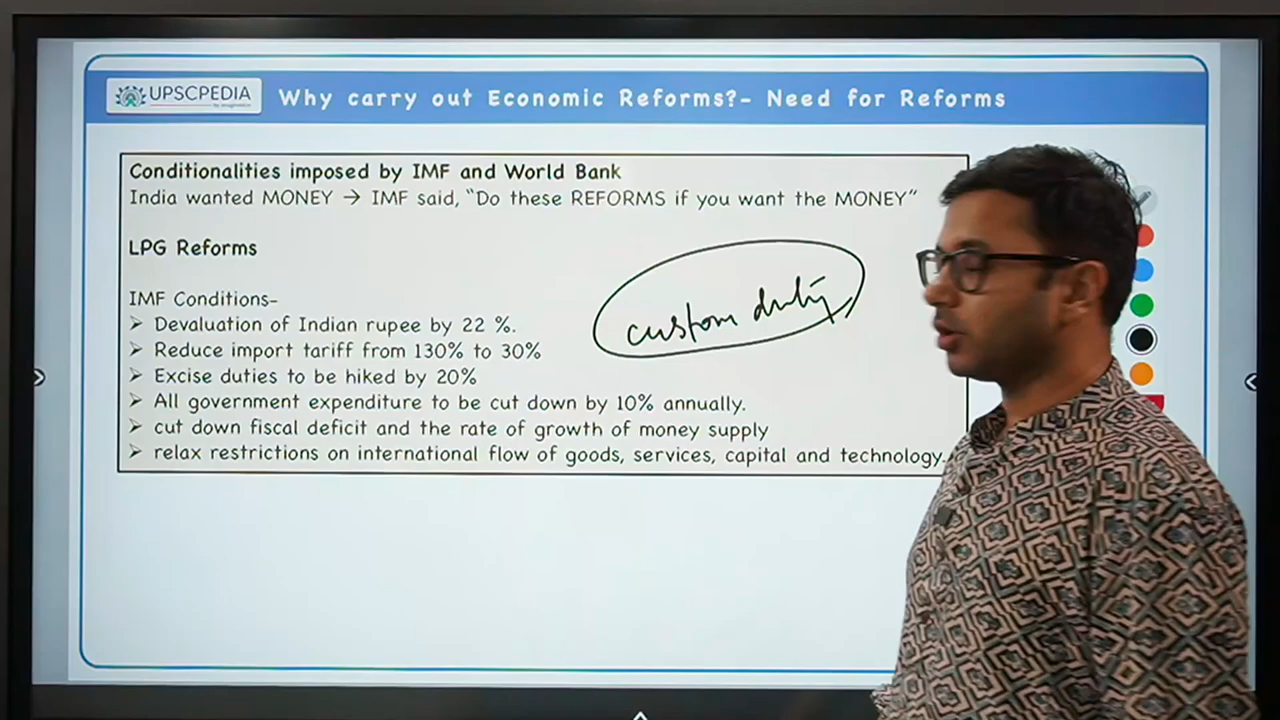 UPSCPEDIA
Why carry out Economic Reforms?- Need for Reforms
Conditionalities imposed by IMF and World Bank
India wanted MONEY → IMF said, “Do these REFORMS if you want the MONEY”
LPG Reforms
custom duty
IMF Conditions-
➤ Devaluation of Indian rupee by 22 %.
➤ Reduce import tariff from 130% to 30%
➤ Excise duties to be hiked by 20%
➤ All government expenditure to be cut down by 10% annually.
➤ cut down fiscal deficit and the rate of growth of money supply
➤ relax restrictions on international flow of goods, services, capital and technology.